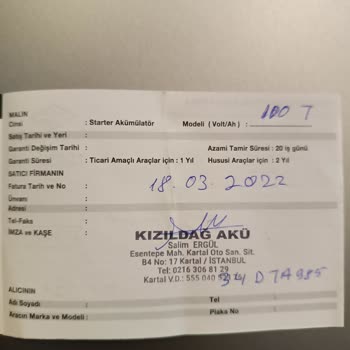 MALIN
Cinsi : Starter Akümülatör Modeli ( Volt/Ah ) : 100 T
Satış Tarihi ve Yeri :
Garanti Değişim Tarihi : Azami Tamir Süresi : 20 iş günü
Garanti Süresi : Ticari Amaçlı Araçlar için : 1 Yıl Hususi Araçlar için : 2 Yıl
SATICI FİRMANIN
Fatura Tarih ve No : 18.03.2022
Ünvanı :
Adresi :
Tel-Faks :
İMZA ve KAŞE :
KIZILDAĞ AKÜ
Salim ERGÜL
Esentepe Mah. Kartal Oto San. Sit.
B4 No: 17 Kartal / İSTANBUL
Tel: 0216 306 81 29
Kartal V.D.: 555 040
34 D 7A985
ALICININ
Adı Soyadı : Tel :
Aracın Marka ve Modeli : Plaka No :